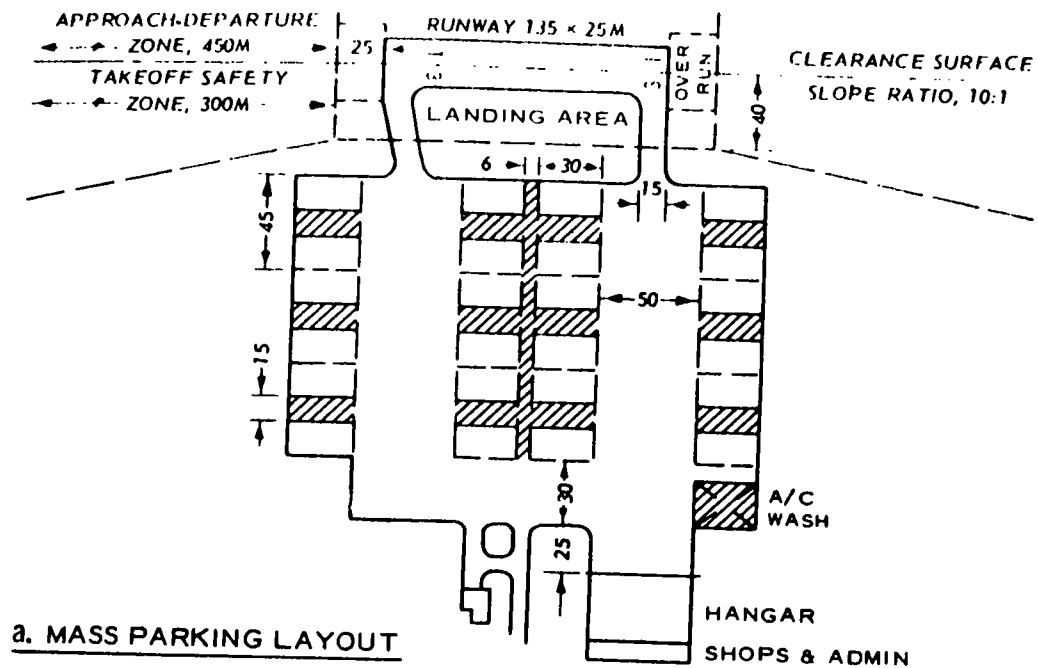 APPROACH-DEPARTURE
ZONE, 450M
TAKEOFF SAFETY
ZONE, 300M
25
RUNWAY 135 × 25M
OVER
RUN
CLEARANCE SURFACE
SLOPE RATIO, 10:1
40
LANDING AREA
6
30
15
45
50
15
30
25
A/C
WASH
HANGAR
SHOPS & ADMIN
a. MASS PARKING LAYOUT